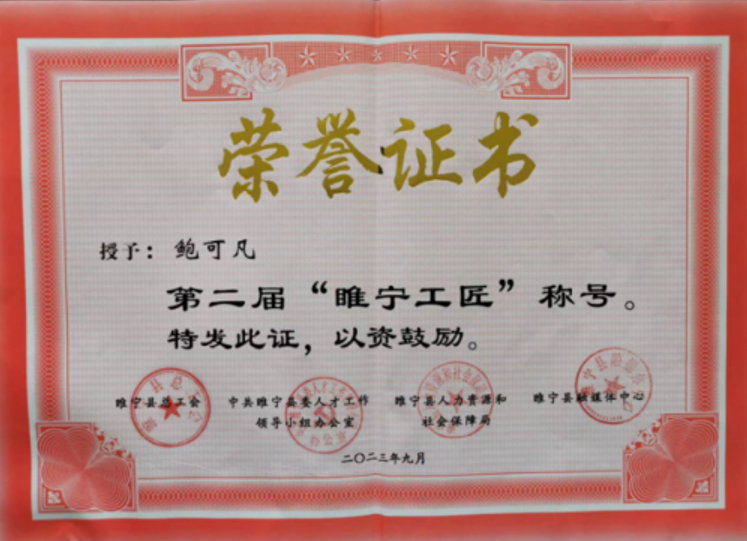 荣誉证书
授予：鲍可凡
第二届“睢宁工匠”称号。
特发此证，以资鼓励。
睢宁县总工会 中共睢宁县委人才工作领导小组办公室 睢宁县人力资源和社会保障局 睢宁县融媒体中心
二〇二三年九月